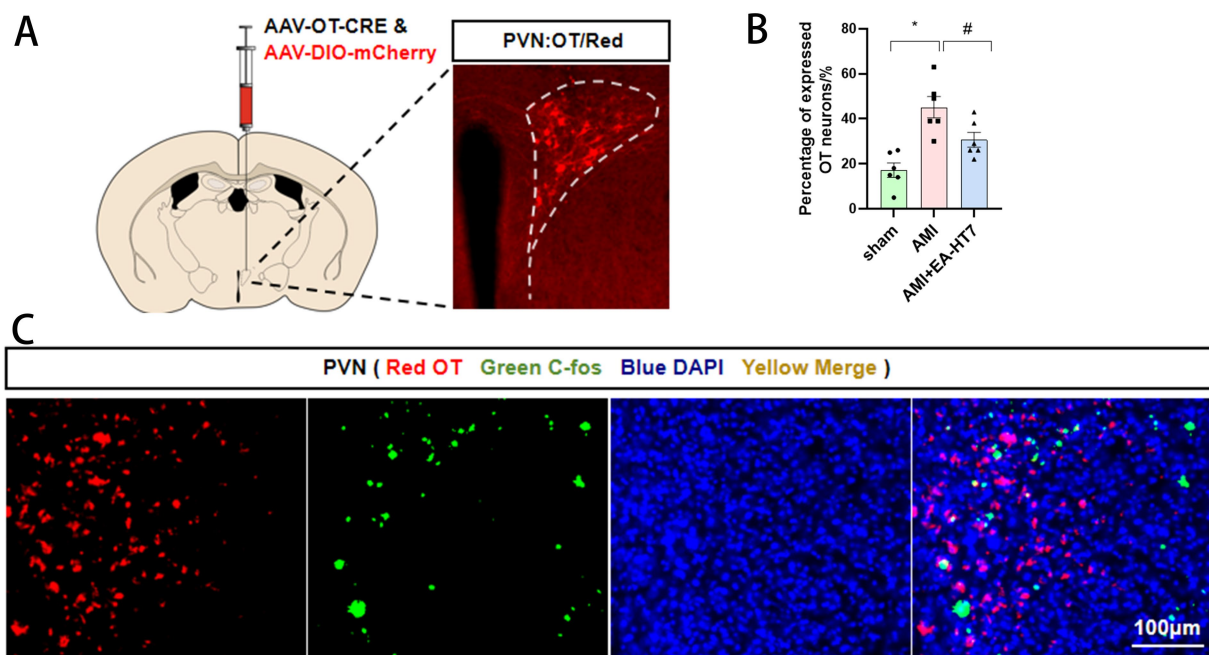 A
AAV-OT-CRE &
AAV-DIO-mCherry
PVN:OT/Red
B
Percentage of expressed
OT neurons/%
80
60
40
20
0
*
#
sham
AMI
AMI+EA-HT7
C
PVN ( Red OT Green C-fos Blue DAPI Yellow Merge )
100μm